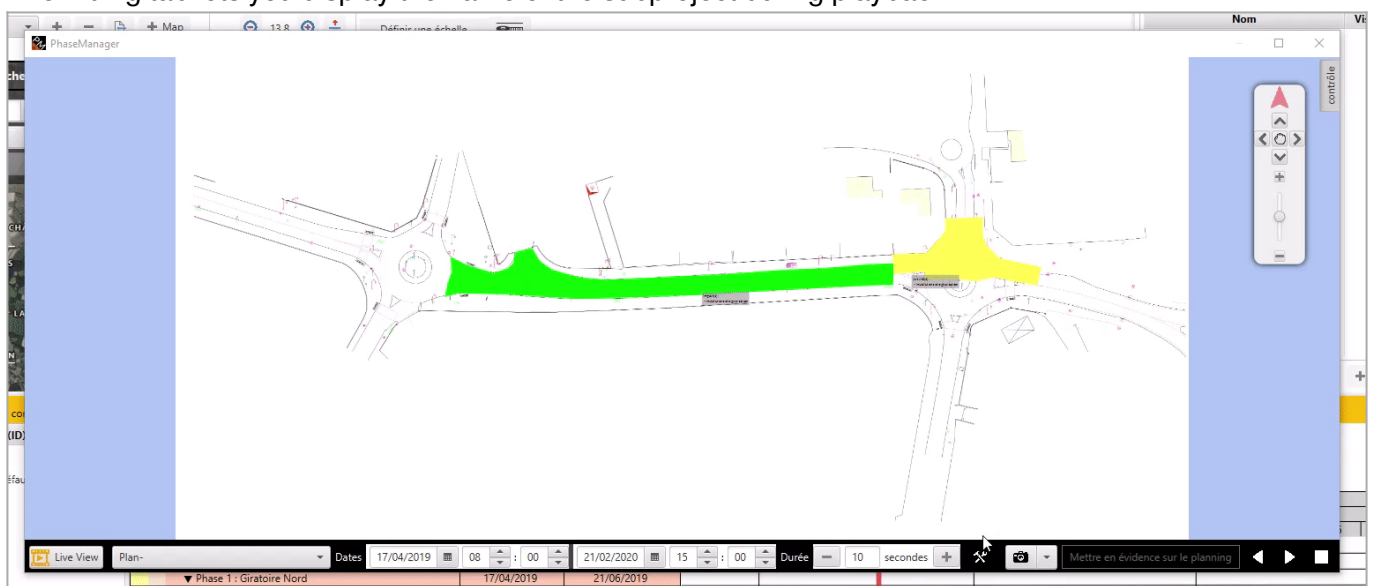 + Map
13.8
Définir une échelle
Nom
PhaseManager
contrôle
Live View
Plan-
Dates
17/04/2019
08 : 00
21/02/2020
15 : 00
Durée
10
secondes
Mettre en évidence sur le planning
▼ Phase 1 : Giratoire Nord
17/04/2019
21/06/2019